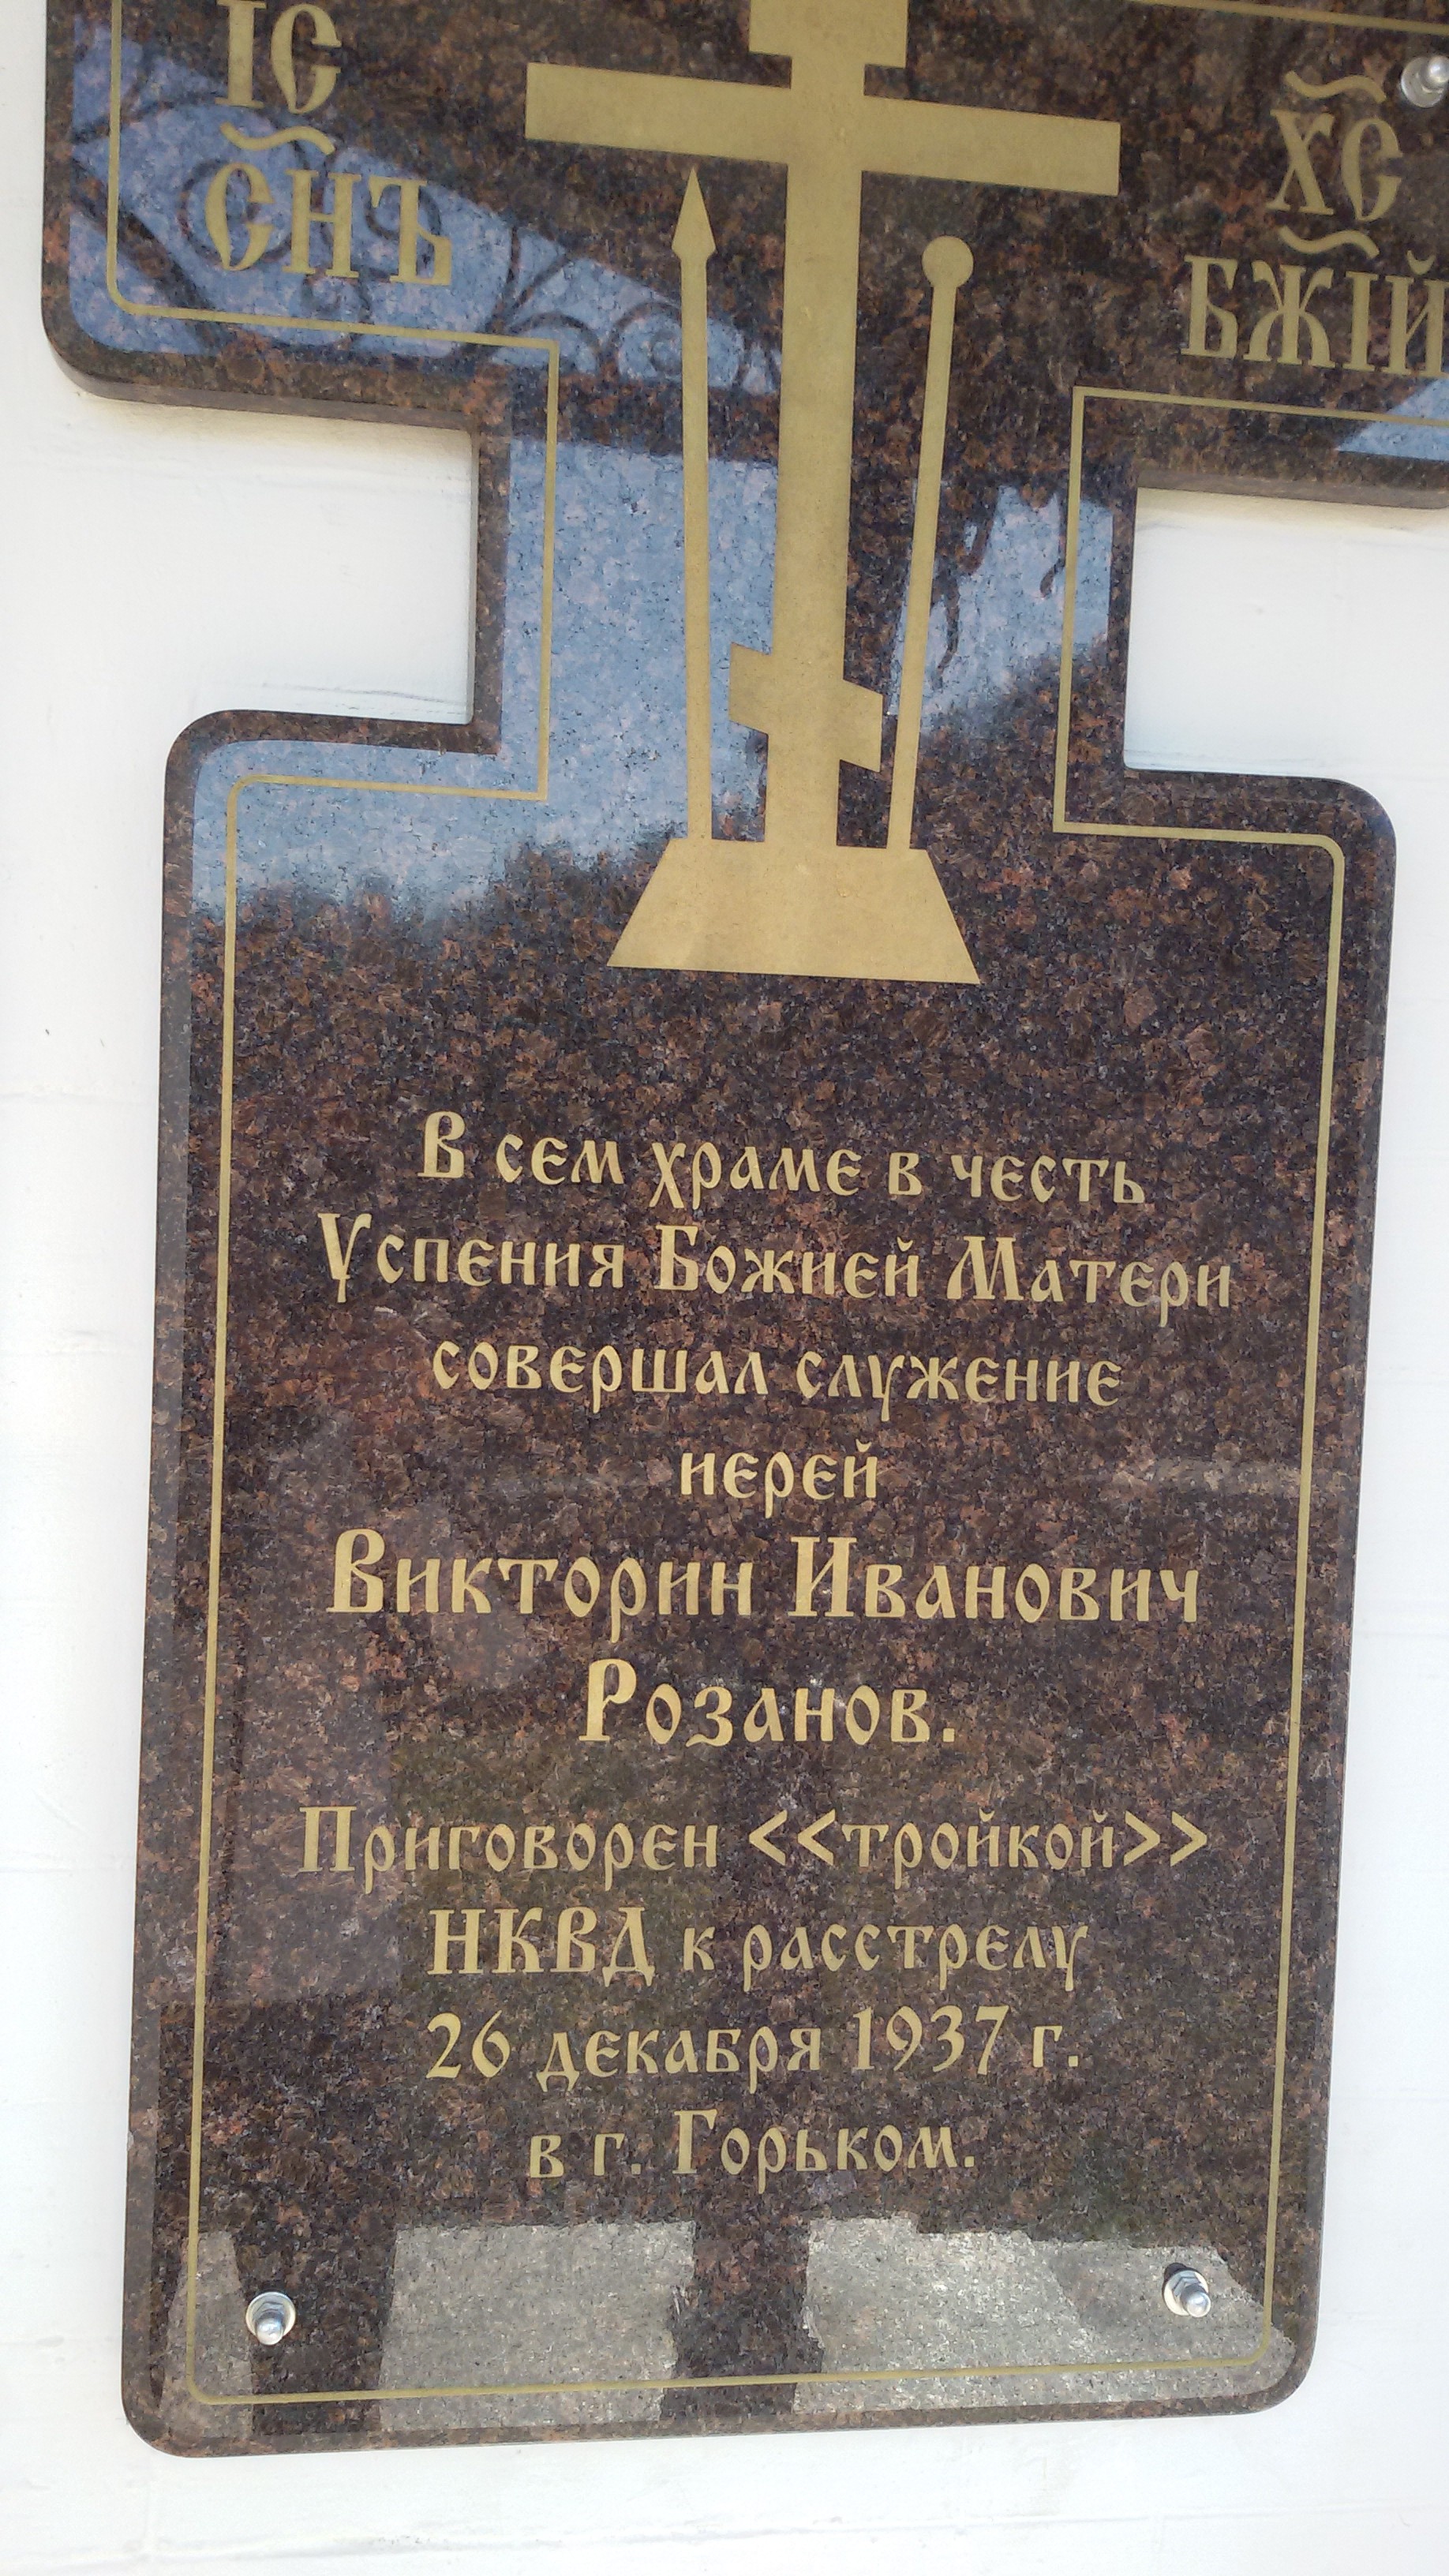 ІС ХС
СНЪ БЖІЙ
В сем храме в честь
Успения Божией Матери
совершал служение
иерей
Викторин Иванович
Розанов.
Приговорен <<тройкой>>
НКВД к расстрелу
26 декабря 1937 г.
в г. Горьком.